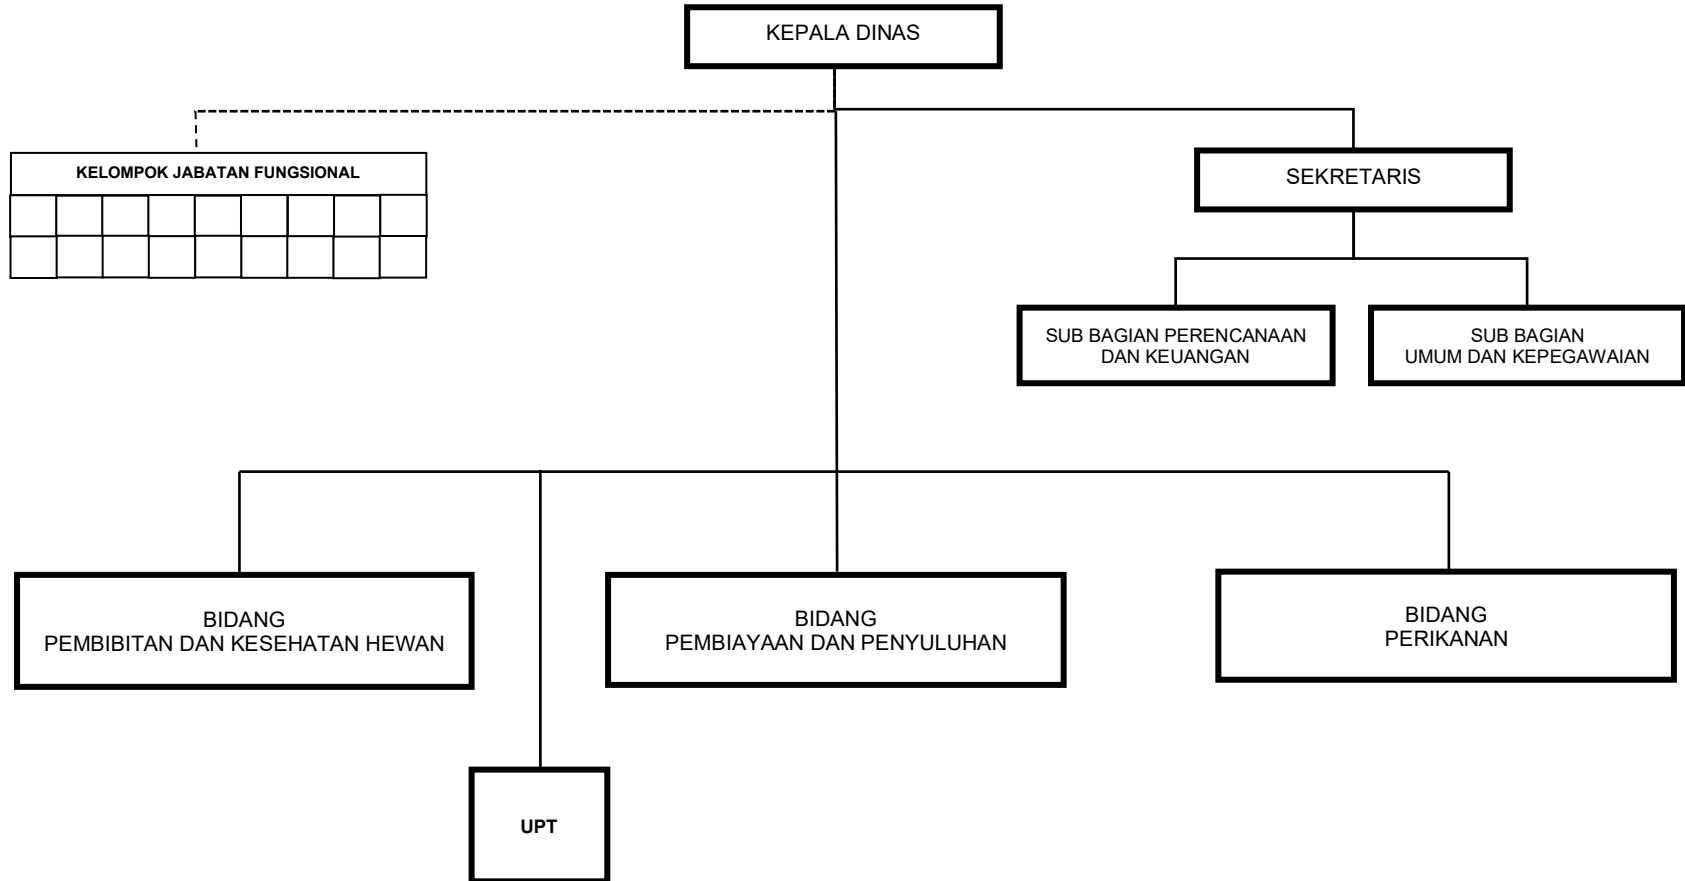 KEPALA DINAS
KELOMPOK JABATAN FUNGSIONAL
SEKRETARIS
SUB BAGIAN PERENCANAAN
DAN KEUANGAN
SUB BAGIAN
UMUM DAN KEPEGAWAIAN
BIDANG
PEMBIBITAN DAN KESEHATAN HEWAN
BIDANG
PEMBIAYAAN DAN PENYULUHAN
BIDANG
PERIKANAN
UPT